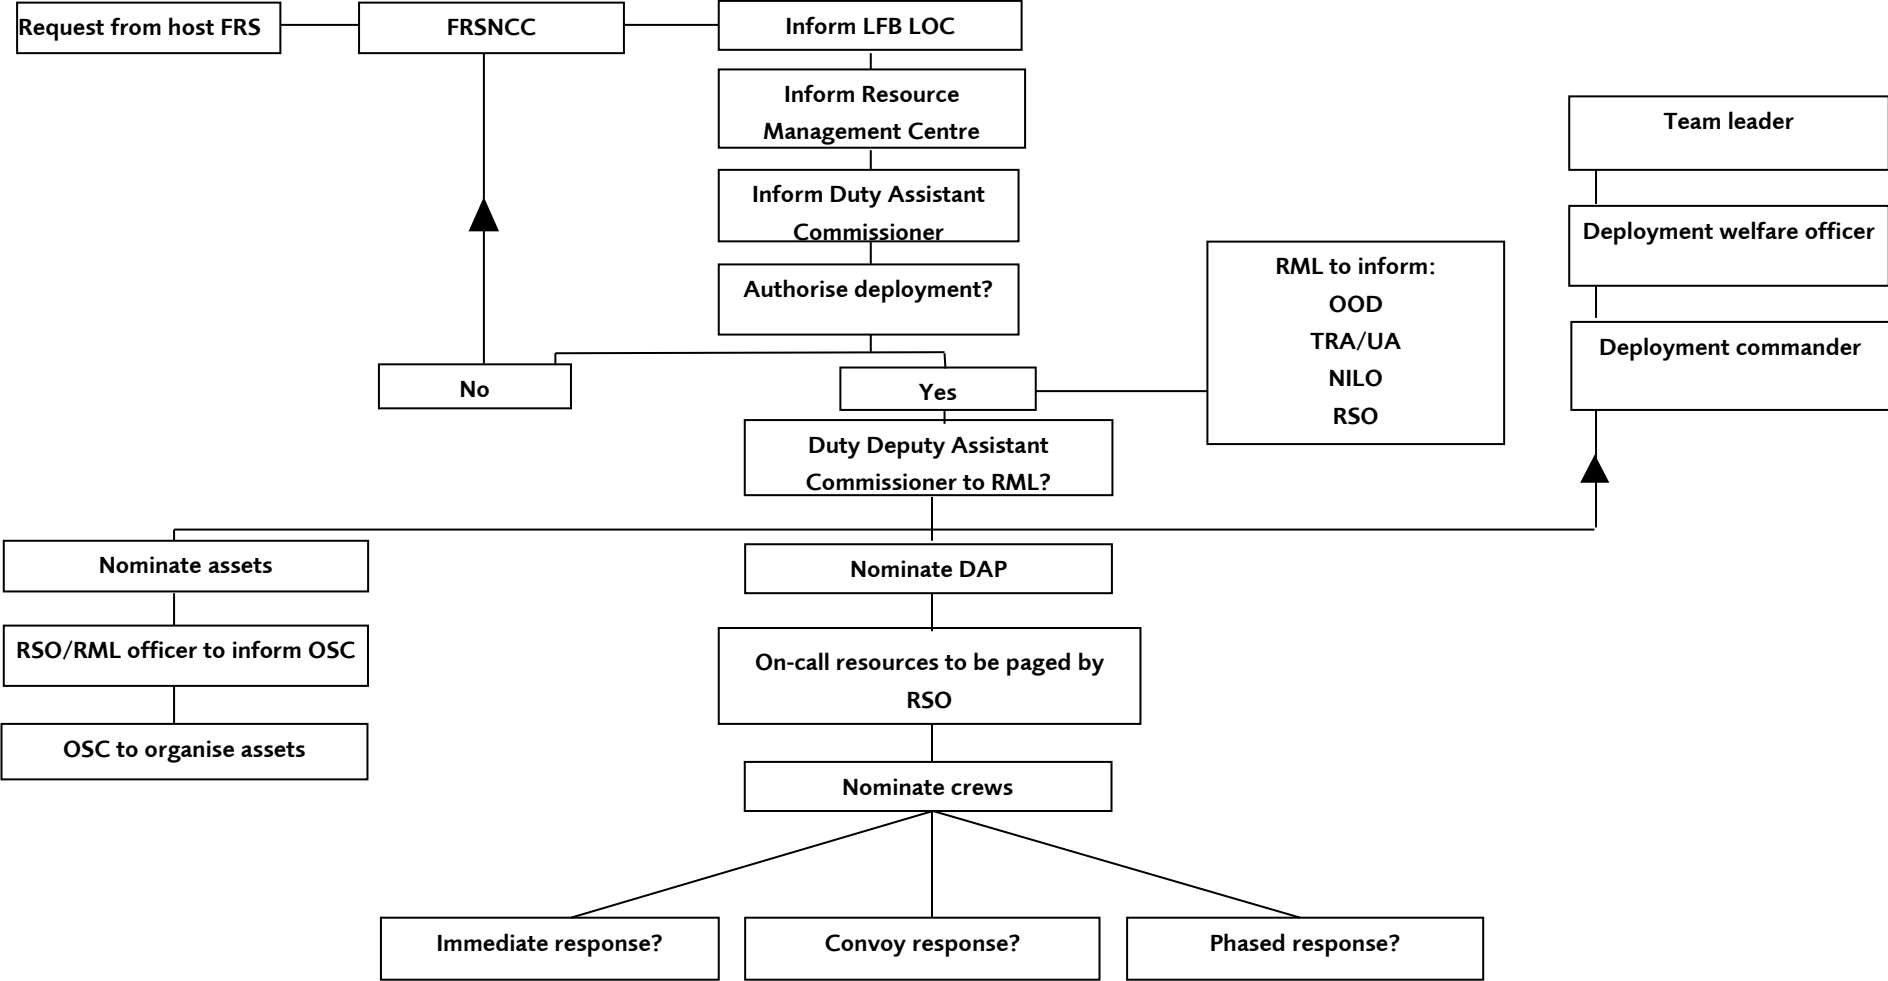 Request from host FRS
FRSNCC
Inform LFB LOC
Inform Resource
Management Centre
Inform Duty Assistant
Commissioner
Authorise deployment?
No
Yes
RML to inform:
OOD
TRA/UA
NILO
RSO
Team leader
Deployment welfare officer
Deployment commander
Duty Deputy Assistant
Commissioner to RML?
Nominate assets
RSO/RML officer to inform OSC
OSC to organise assets
Nominate DAP
On-call resources to be paged by
RSO
Nominate crews
Immediate response?
Convoy response?
Phased response?